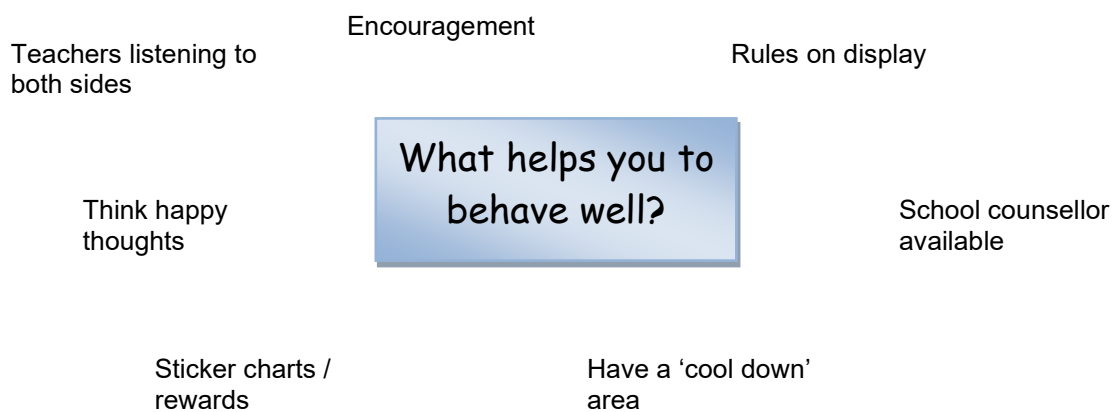 Encouragement
Teachers listening to
both sides
Rules on display
What helps you to
behave well?
Think happy
thoughts
School counsellor
available
Sticker charts /
rewards
Have a ‘cool down’
area